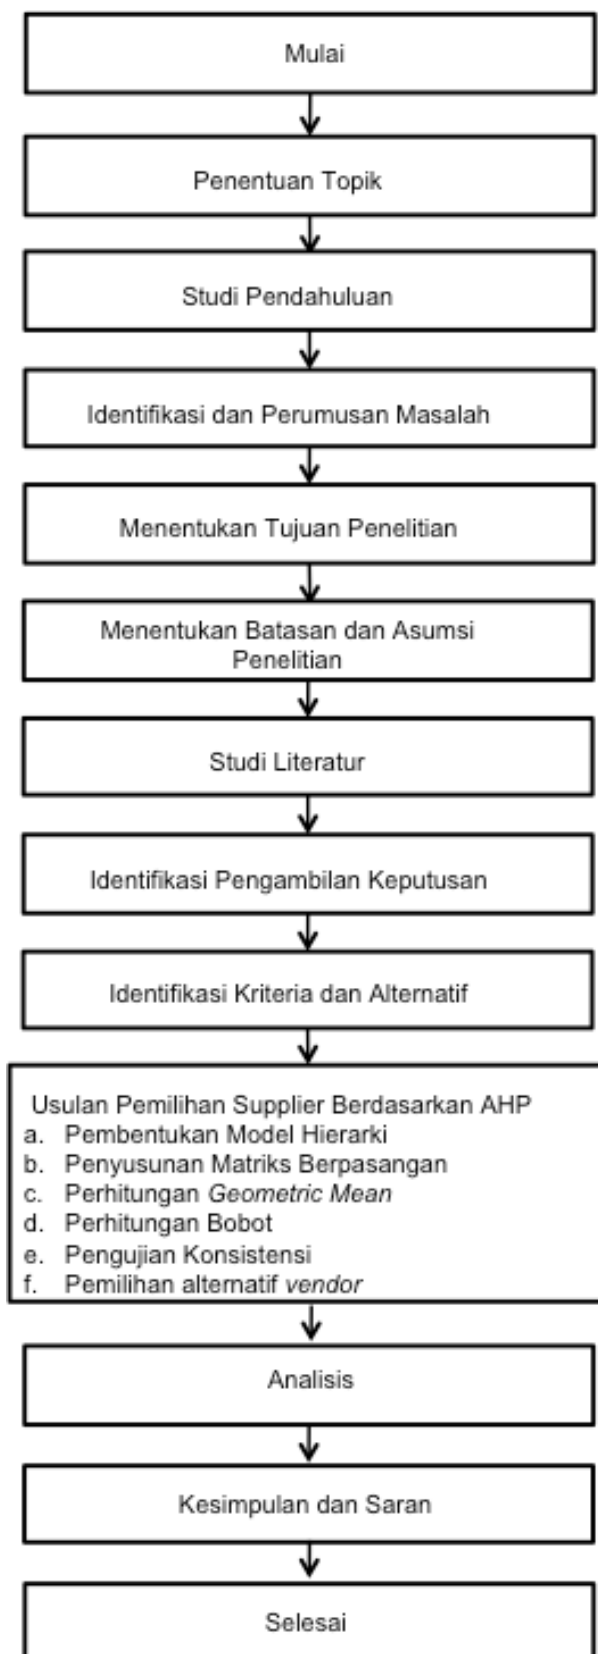 Mulai
Penentuan Topik
Studi Pendahuluan
Identifikasi dan Perumusan Masalah
Menentukan Tujuan Penelitian
Menentukan Batasan dan Asumsi
Penelitian
Studi Literatur
Identifikasi Pengambilan Keputusan
Identifikasi Kriteria dan Alternatif
Usulan Pemilihan Supplier Berdasarkan AHP
a. Pembentukan Model Hierarki
b. Penyusunan Matriks Berpasangan
c. Perhitungan Geometric Mean
d. Perhitungan Bobot
e. Pengujian Konsistensi
f. Pemilihan alternatif vendor
Analisis
Kesimpulan dan Saran
Selesai